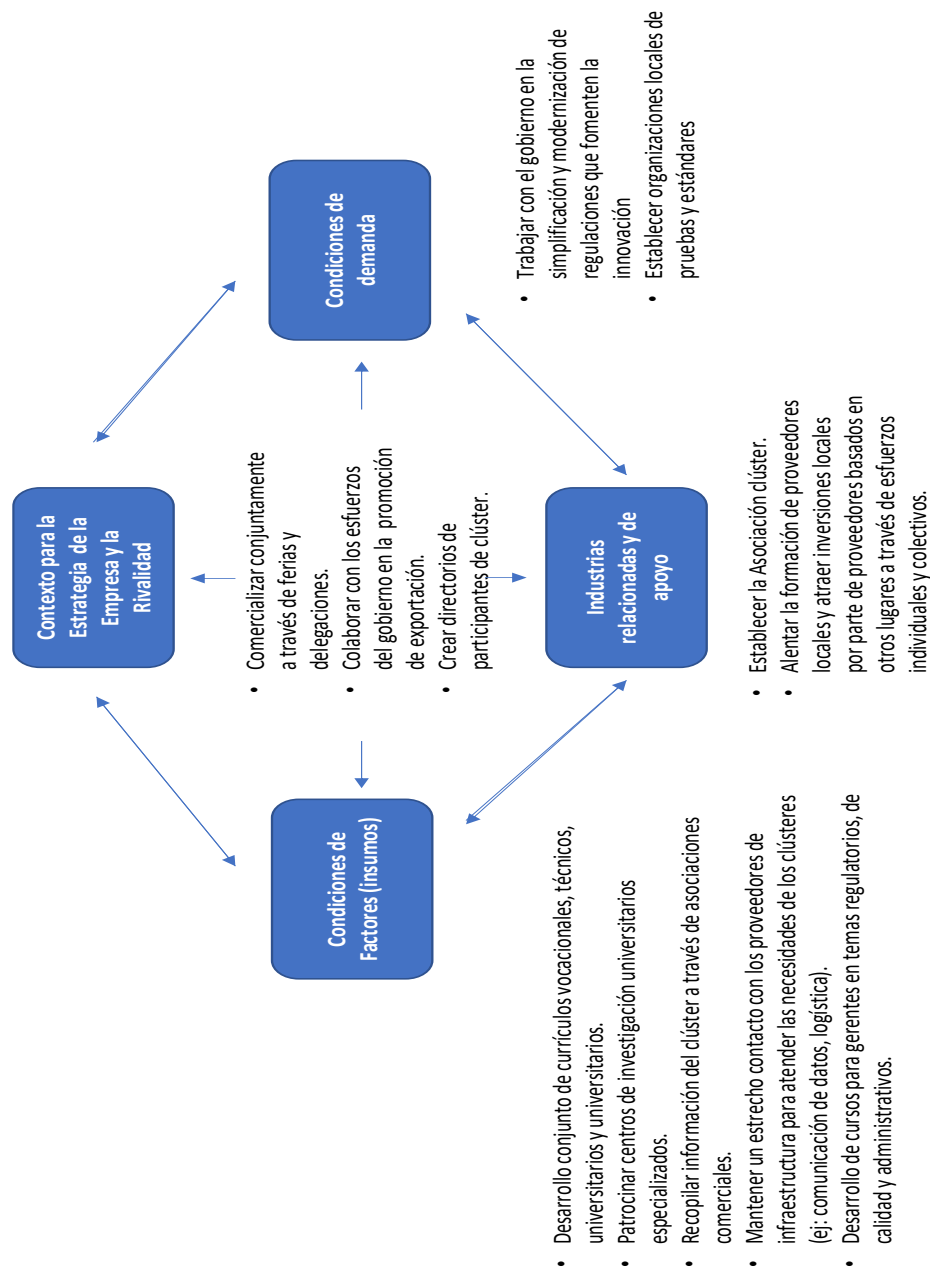 Contexto para la
Estrategia de la
Empresa y la
Rivalidad
Condiciones de
Factores (insumos)
• Comercializar conjuntamente
a través de ferias y
delegaciones.
• Colaborar con los esfuerzos
del gobierno en la promoción
de exportación.
• Crear directorios de
participantes de clúster.
Condiciones de
demanda
Industrias
relacionadas y de
apoyo
• Desarrollo conjunto de currículos vocacionales, técnicos,
universitarios y universitarios.
• Patrocinar centros de investigación universitarios
especializados.
• Recopilar información del clúster a través de asociaciones
comerciales.
• Mantener un estrecho contacto con los proveedores de
infraestructura para atender las necesidades de los clústeres
(ej: comunicación de datos, logística).
• Desarrollo de cursos para gerentes en temas regulatorios, de
calidad y administrativos.
• Establecer la Asociación clúster.
• Alentar la formación de proveedores
locales y atraer inversiones locales
por parte de proveedores basados en
otros lugares a través de esfuerzos
individuales y colectivos.
• Trabajar con el gobierno en la
simplificación y modernización de
regulaciones que fomenten la
innovación
• Establecer organizaciones locales de
pruebas y estándares